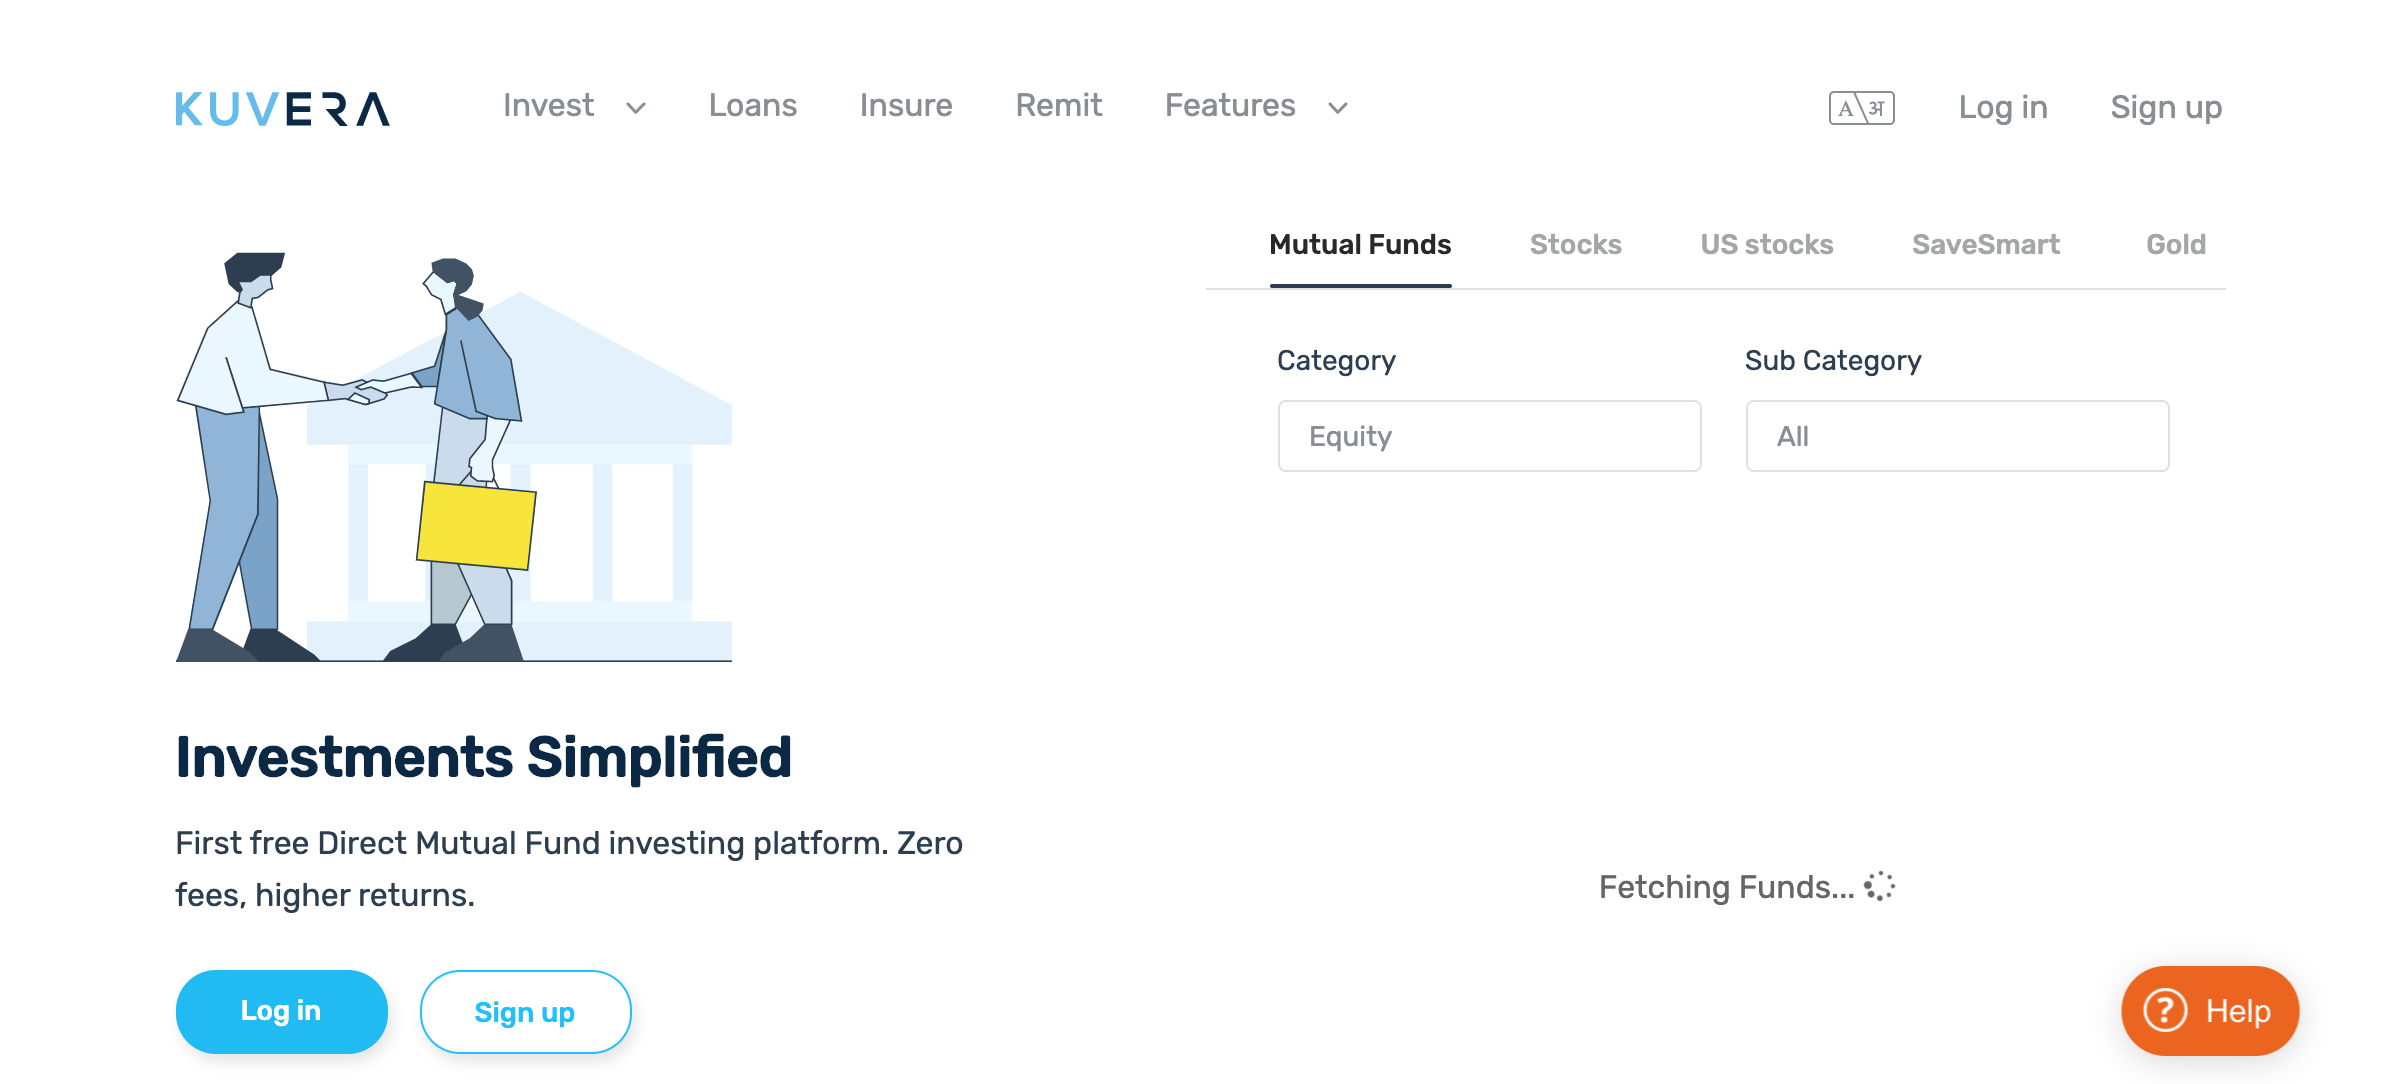 KUVERA
Invest
Loans
Insure
Remit
Features
A\अ
Log in
Sign up
Mutual Funds
Stocks
US stocks
SaveSmart
Gold
Category
Sub Category
Equity
All
Fetching Funds...
Investments Simplified
First free Direct Mutual Fund investing platform. Zero
fees, higher returns.
Log in
Sign up
? Help